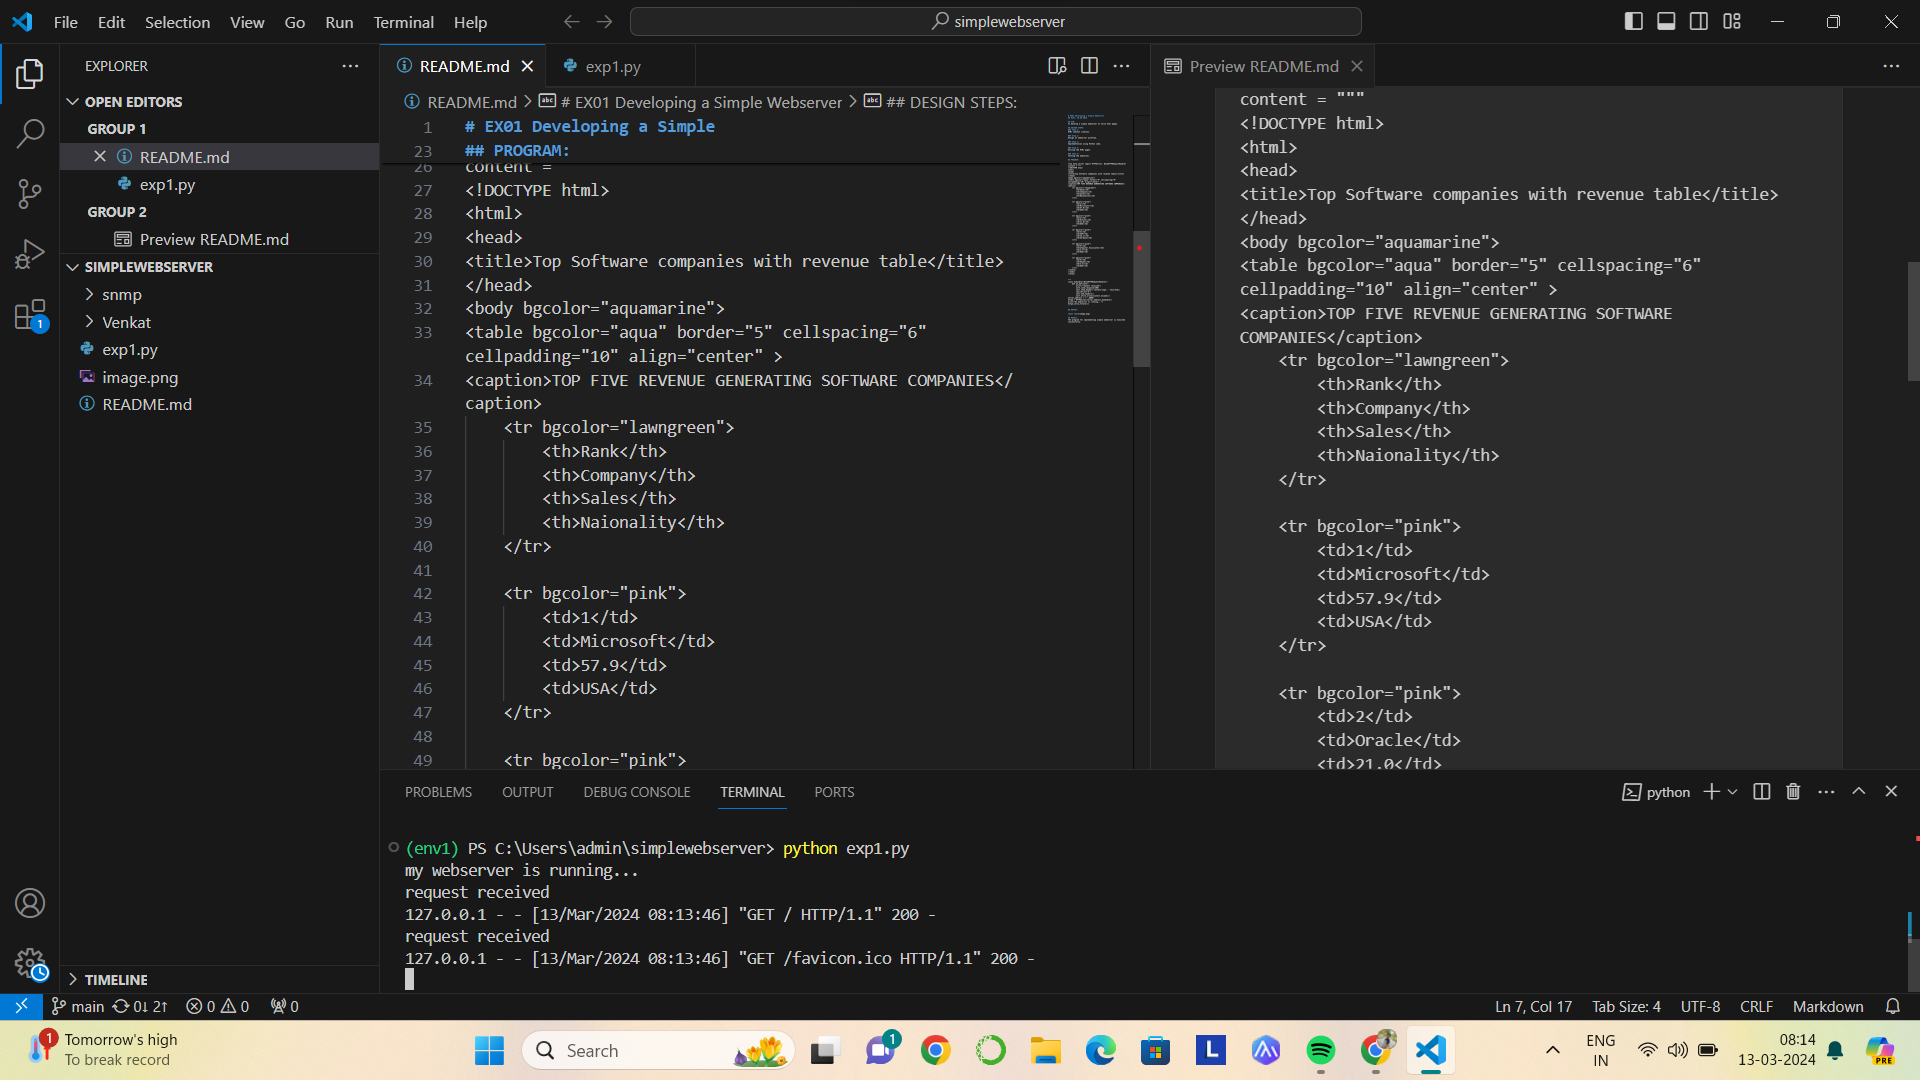 File Edit Selection View Go Run Terminal Help
simplewebserver
EXPLORER
OPEN EDITORS
GROUP 1
README.md
exp1.py
GROUP 2
Preview README.md
SIMPLEWEBSERVER
snmp
Venkat
exp1.py
image.png
README.md
TIMELINE
1
README.md
exp1.py
README.md > # EX01 Developing a Simple Webserver > ## DESIGN STEPS:
1 # EX01 Developing a Simple
23 ## PROGRAM:
26 content =
27 <!DOCTYPE html>
28 <html>
29 <head>
30 <title>Top Software companies with revenue table</title>
31 </head>
32 <body bgcolor="aquamarine">
33 <table bgcolor="aqua" border="5" cellspacing="6"
cellpadding="10" align="center" >
34 <caption>TOP FIVE REVENUE GENERATING SOFTWARE COMPANIES</
caption>
35 <tr bgcolor="lawngreen">
36 <th>Rank</th>
37 <th>Company</th>
38 <th>Sales</th>
39 <th>Naionality</th>
40 </tr>
41
42 <tr bgcolor="pink">
43 <td>1</td>
44 <td>Microsoft</td>
45 <td>57.9</td>
46 <td>USA</td>
47 </tr>
48
49 <tr bgcolor="pink">
Preview README.md
content = """
<!DOCTYPE html>
<html>
<head>
<title>Top Software companies with revenue table</title>
</head>
<body bgcolor="aquamarine">
<table bgcolor="aqua" border="5" cellspacing="6"
cellpadding="10" align="center" >
<caption>TOP FIVE REVENUE GENERATING SOFTWARE
COMPANIES</caption>
<tr bgcolor="lawngreen">
<th>Rank</th>
<th>Company</th>
<th>Sales</th>
<th>Naionality</th>
</tr>
<tr bgcolor="pink">
<td>1</td>
<td>Microsoft</td>
<td>57.9</td>
<td>USA</td>
</tr>
<tr bgcolor="pink">
<td>2</td>
<td>Oracle</td>
<td>21.0</td>
PROBLEMS OUTPUT DEBUG CONSOLE TERMINAL PORTS
python
(env1) PS C:\Users\admin\simplewebserver> python exp1.py
my webserver is running...
request received
127.0.0.1 - - [13/Mar/2024 08:13:46] "GET / HTTP/1.1" 200 -
request received
127.0.0.1 - - [13/Mar/2024 08:13:46] "GET /favicon.ico HTTP/1.1" 200 -
main 0↓ 2↑ 0 0 0
Ln 7, Col 17 Tab Size: 4 UTF-8 CRLF Markdown
1
Tomorrow's high
To break record
Search
1
L
ENG
IN
08:14
13-03-2024
PRE